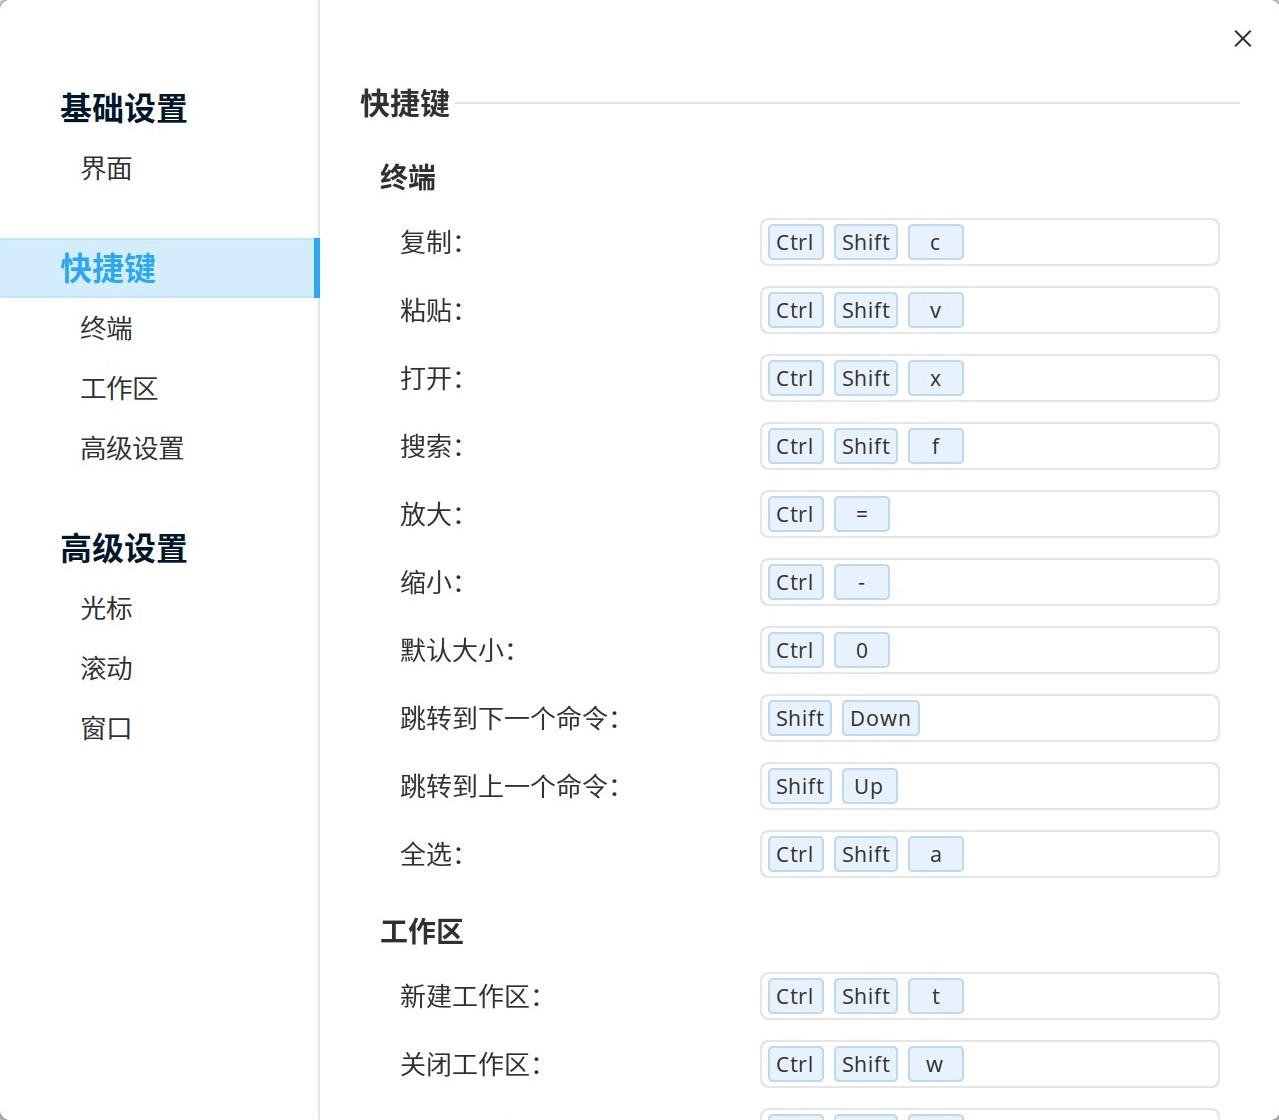 基础设置
界面
快捷键
终端
工作区
高级设置
高级设置
光标
滚动
窗口
快捷键
终端
复制： Ctrl Shift c
粘贴： Ctrl Shift v
打开： Ctrl Shift x
搜索： Ctrl Shift f
放大： Ctrl =
缩小： Ctrl -
默认大小： Ctrl 0
跳转到下一个命令： Shift Down
跳转到上一个命令： Shift Up
全选： Ctrl Shift a
工作区
新建工作区： Ctrl Shift t
关闭工作区： Ctrl Shift w